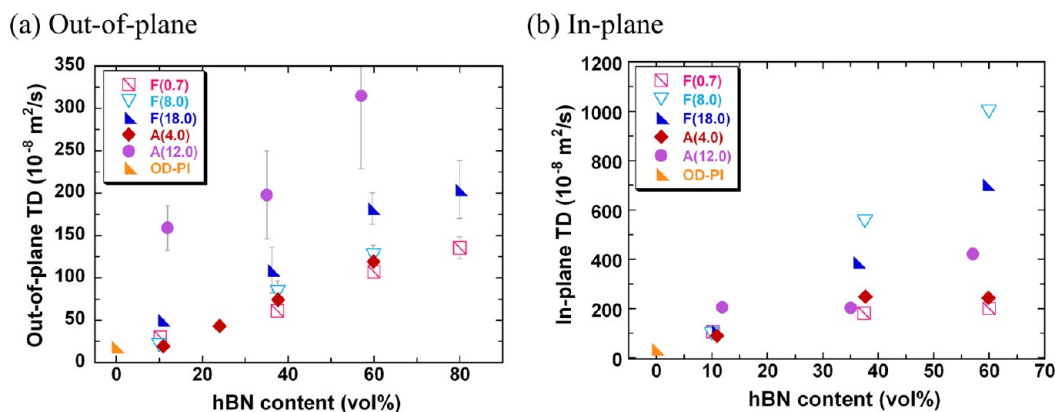 (a) Out-of-plane
350
300
250
200
150
100
50
0
Out-of-plane TD (10⁻⁸ m²/s)
F(0.7)
F(8.0)
F(18.0)
A(4.0)
A(12.0)
OD-PI
0 20 40 60 80
hBN content (vol%)
(b) In-plane
1200
1000
800
600
400
200
0
In-plane TD (10⁻⁸ m²/s)
F(0.7)
F(8.0)
F(18.0)
A(4.0)
A(12.0)
OD-PI
0 10 20 30 40 50 60 70
hBN content (vol%)